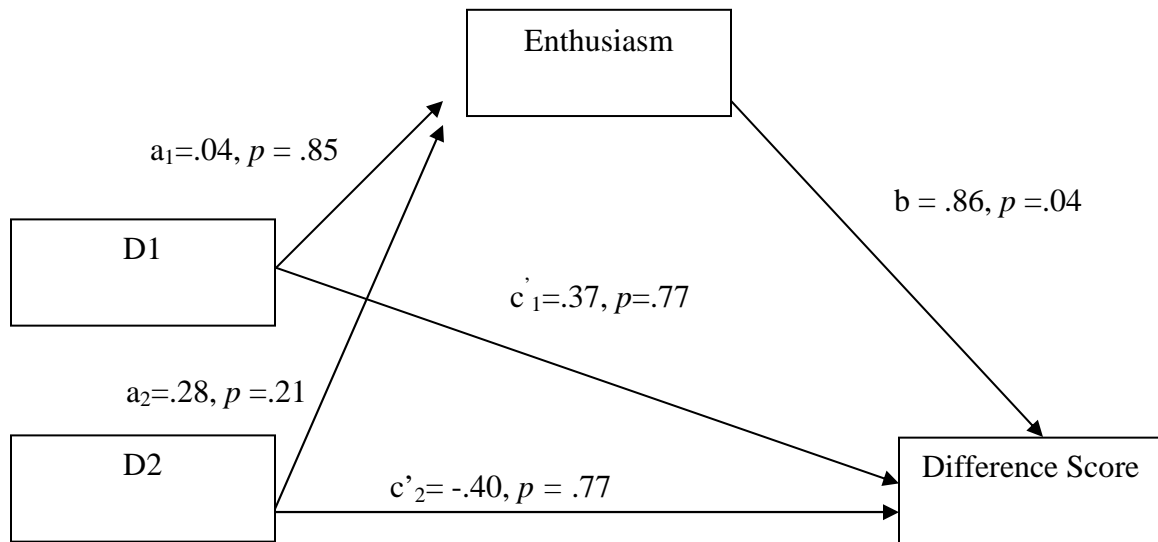 Enthusiasm
a₁=.04, p = .85
b = .86, p =.04
D1
c’₁=.37, p=.77
a₂=.28, p =.21
D2
Difference Score
c’₂= -.40, p = .77